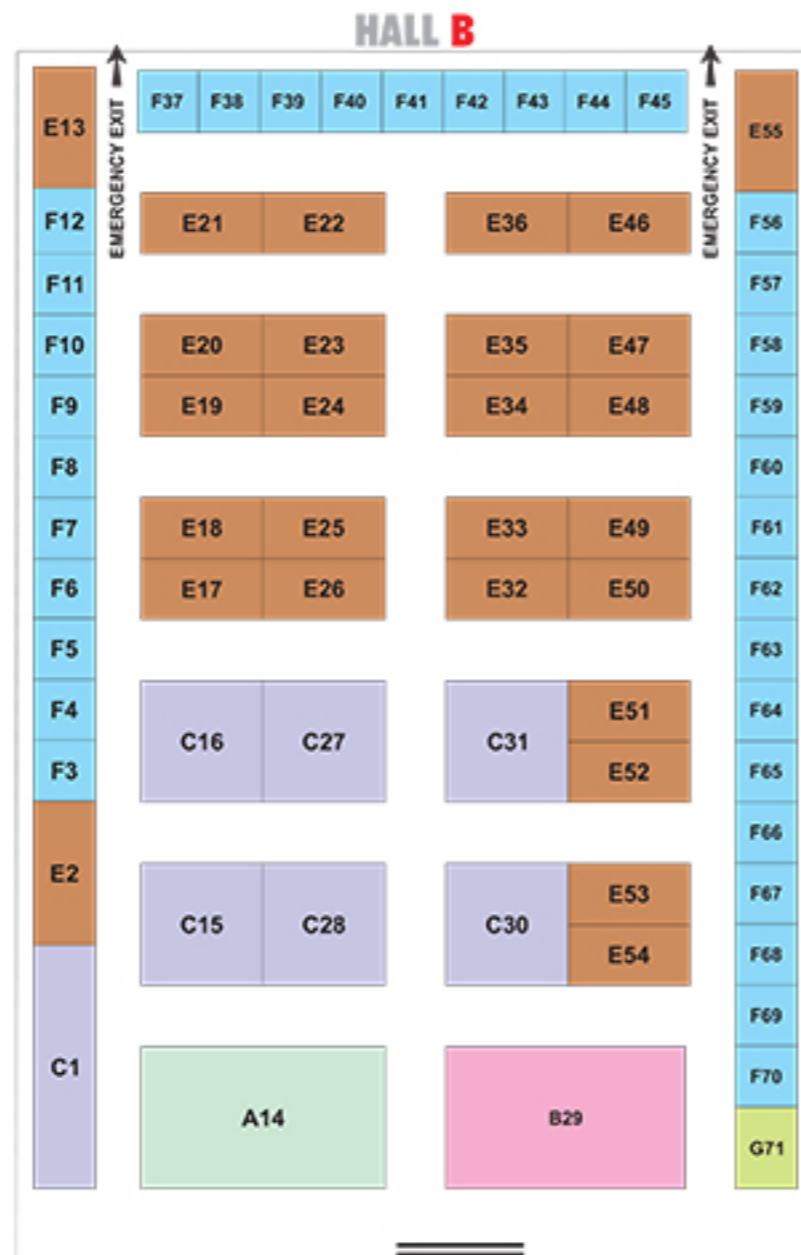 HALL B
EMERGENCY EXIT
EMERGENCY EXIT
F37 F38 F39 F40 F41 F42 F43 F44 F45
E13 E55
F12 E21 E22 E36 E46 F56
F11 F57
F10 E20 E23 E35 E47 F58
F9 E19 E24 E34 E48 F59
F8 F60
F7 E18 E25 E33 E49 F61
F6 E17 E26 E32 E50 F62
F5 F63
F4 E51 F64
C16 C27 C31
F3 E52 F65
F66
E2 E53 F67
C15 C28 C30
E54 F68
F69
C1 F70
A14 B29
G71